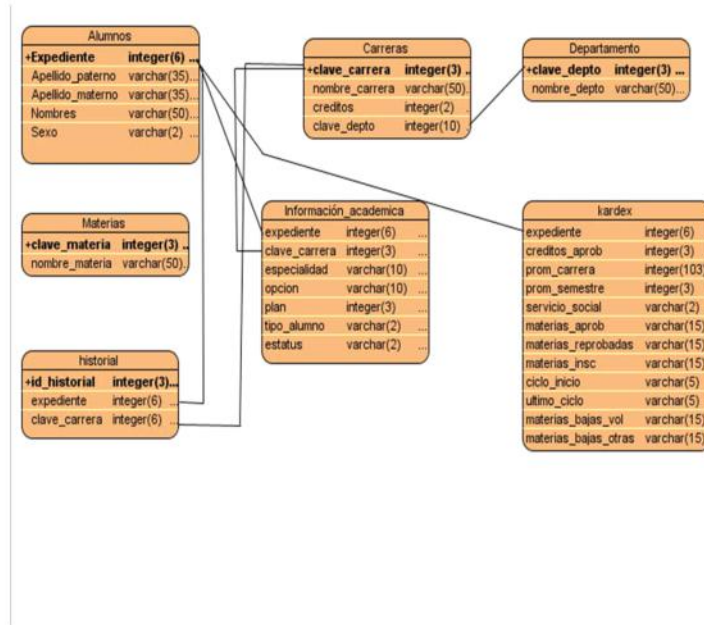 Alumnos
+Expediente integer(6) ...
Apellido_paterno varchar(35)...
Apellido_materno varchar(35)...
Nombres varchar(50)...
Sexo varchar(2) ...
Carreras
+clave_carrera integer(3) ...
nombre_carrera varchar(50)...
creditos integer(2) ...
clave_depto integer(10) ...
Departamento
+clave_depto integer(3) ...
nombre_depto varchar(50)...
Materias
+clave_materia integer(3) ...
nombre_materia varchar(50)...
Información_academica
expediente integer(6) ...
clave_carrera integer(3) ...
especialidad varchar(10) ...
opcion varchar(10) ...
plan integer(3) ...
tipo_alumno varchar(2) ...
estatus varchar(2) ...
kardex
expediente integer(6)
creditos_aprob integer(3)
prom_carrera integer(103)
prom_semestre integer(3)
servicio_social varchar(2)
materias_aprob varchar(15)
materias_reprobadas varchar(15)
materias_insc varchar(15)
ciclo_inicio varchar(5)
ultimo_ciclo varchar(5)
materias_bajas_vol varchar(15)
materias_bajas_otras varchar(15)
historial
+id_historial integer(3)...
expediente integer(6) ...
clave_carrera integer(6) ...